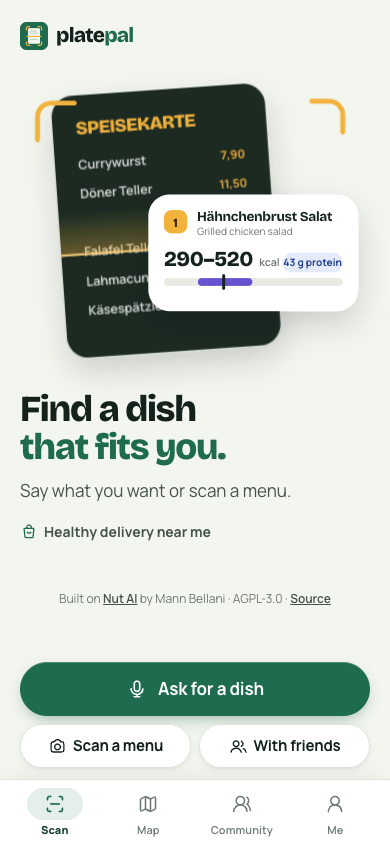 platepal
SPEISEKARTE
Currywurst 7,90
Döner Teller 11,50
Hähnchenbrust Salat
1
Grilled chicken salad
290–520 kcal 43 g protein
Falafel
Lahmacun
Find a dish
that fits you.
Say what you want or scan a menu.
Healthy delivery near me
Built on Nut AI by Mann Bellani · AGPL-3.0 · Source
Ask for a dish
Scan a menu
With friends
Scan
Map
Community
Me